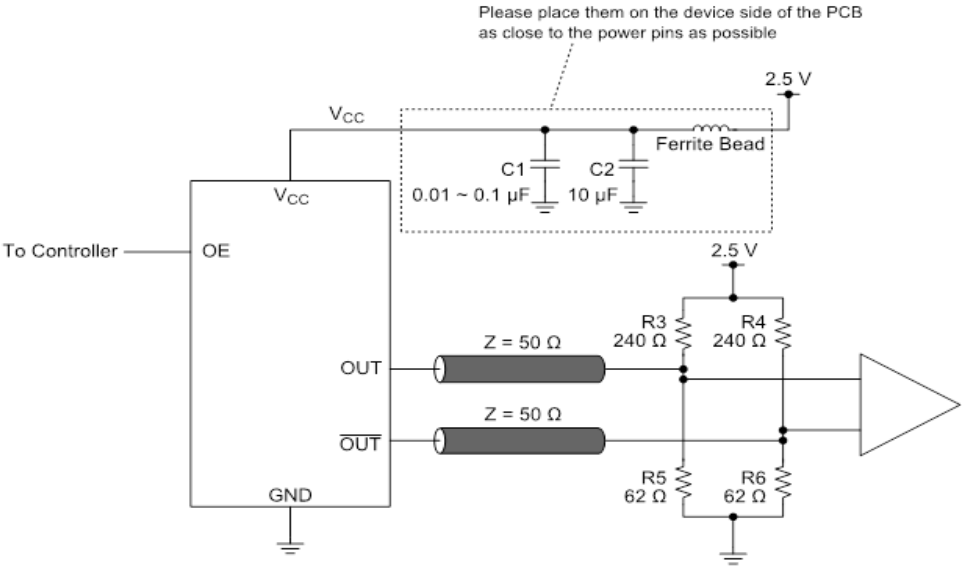 Please place them on the device side of the PCB
as close to the power pins as possible
2.5 V
VCC
Ferrite Bead
C1
0.01 ~ 0.1 µF
C2
10 µF
VCC
To Controller
OE
2.5 V
R3
240 Ω
R4
240 Ω
Z = 50 Ω
OUT
Z = 50 Ω
OUT
R5
62 Ω
R6
62 Ω
GND